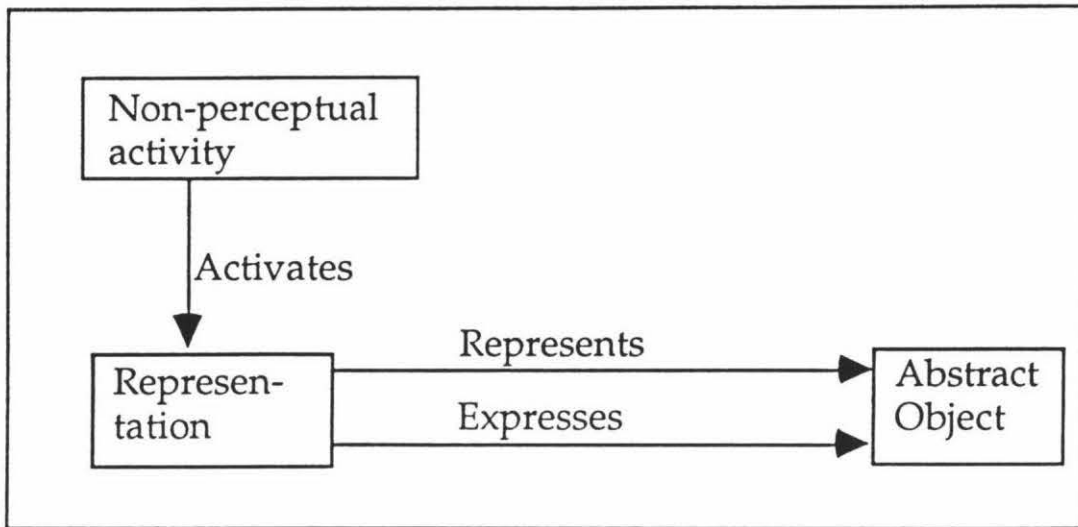 Non-perceptual
activity
Activates
Represents
Represen-
tation
Abstract
Object
Expresses